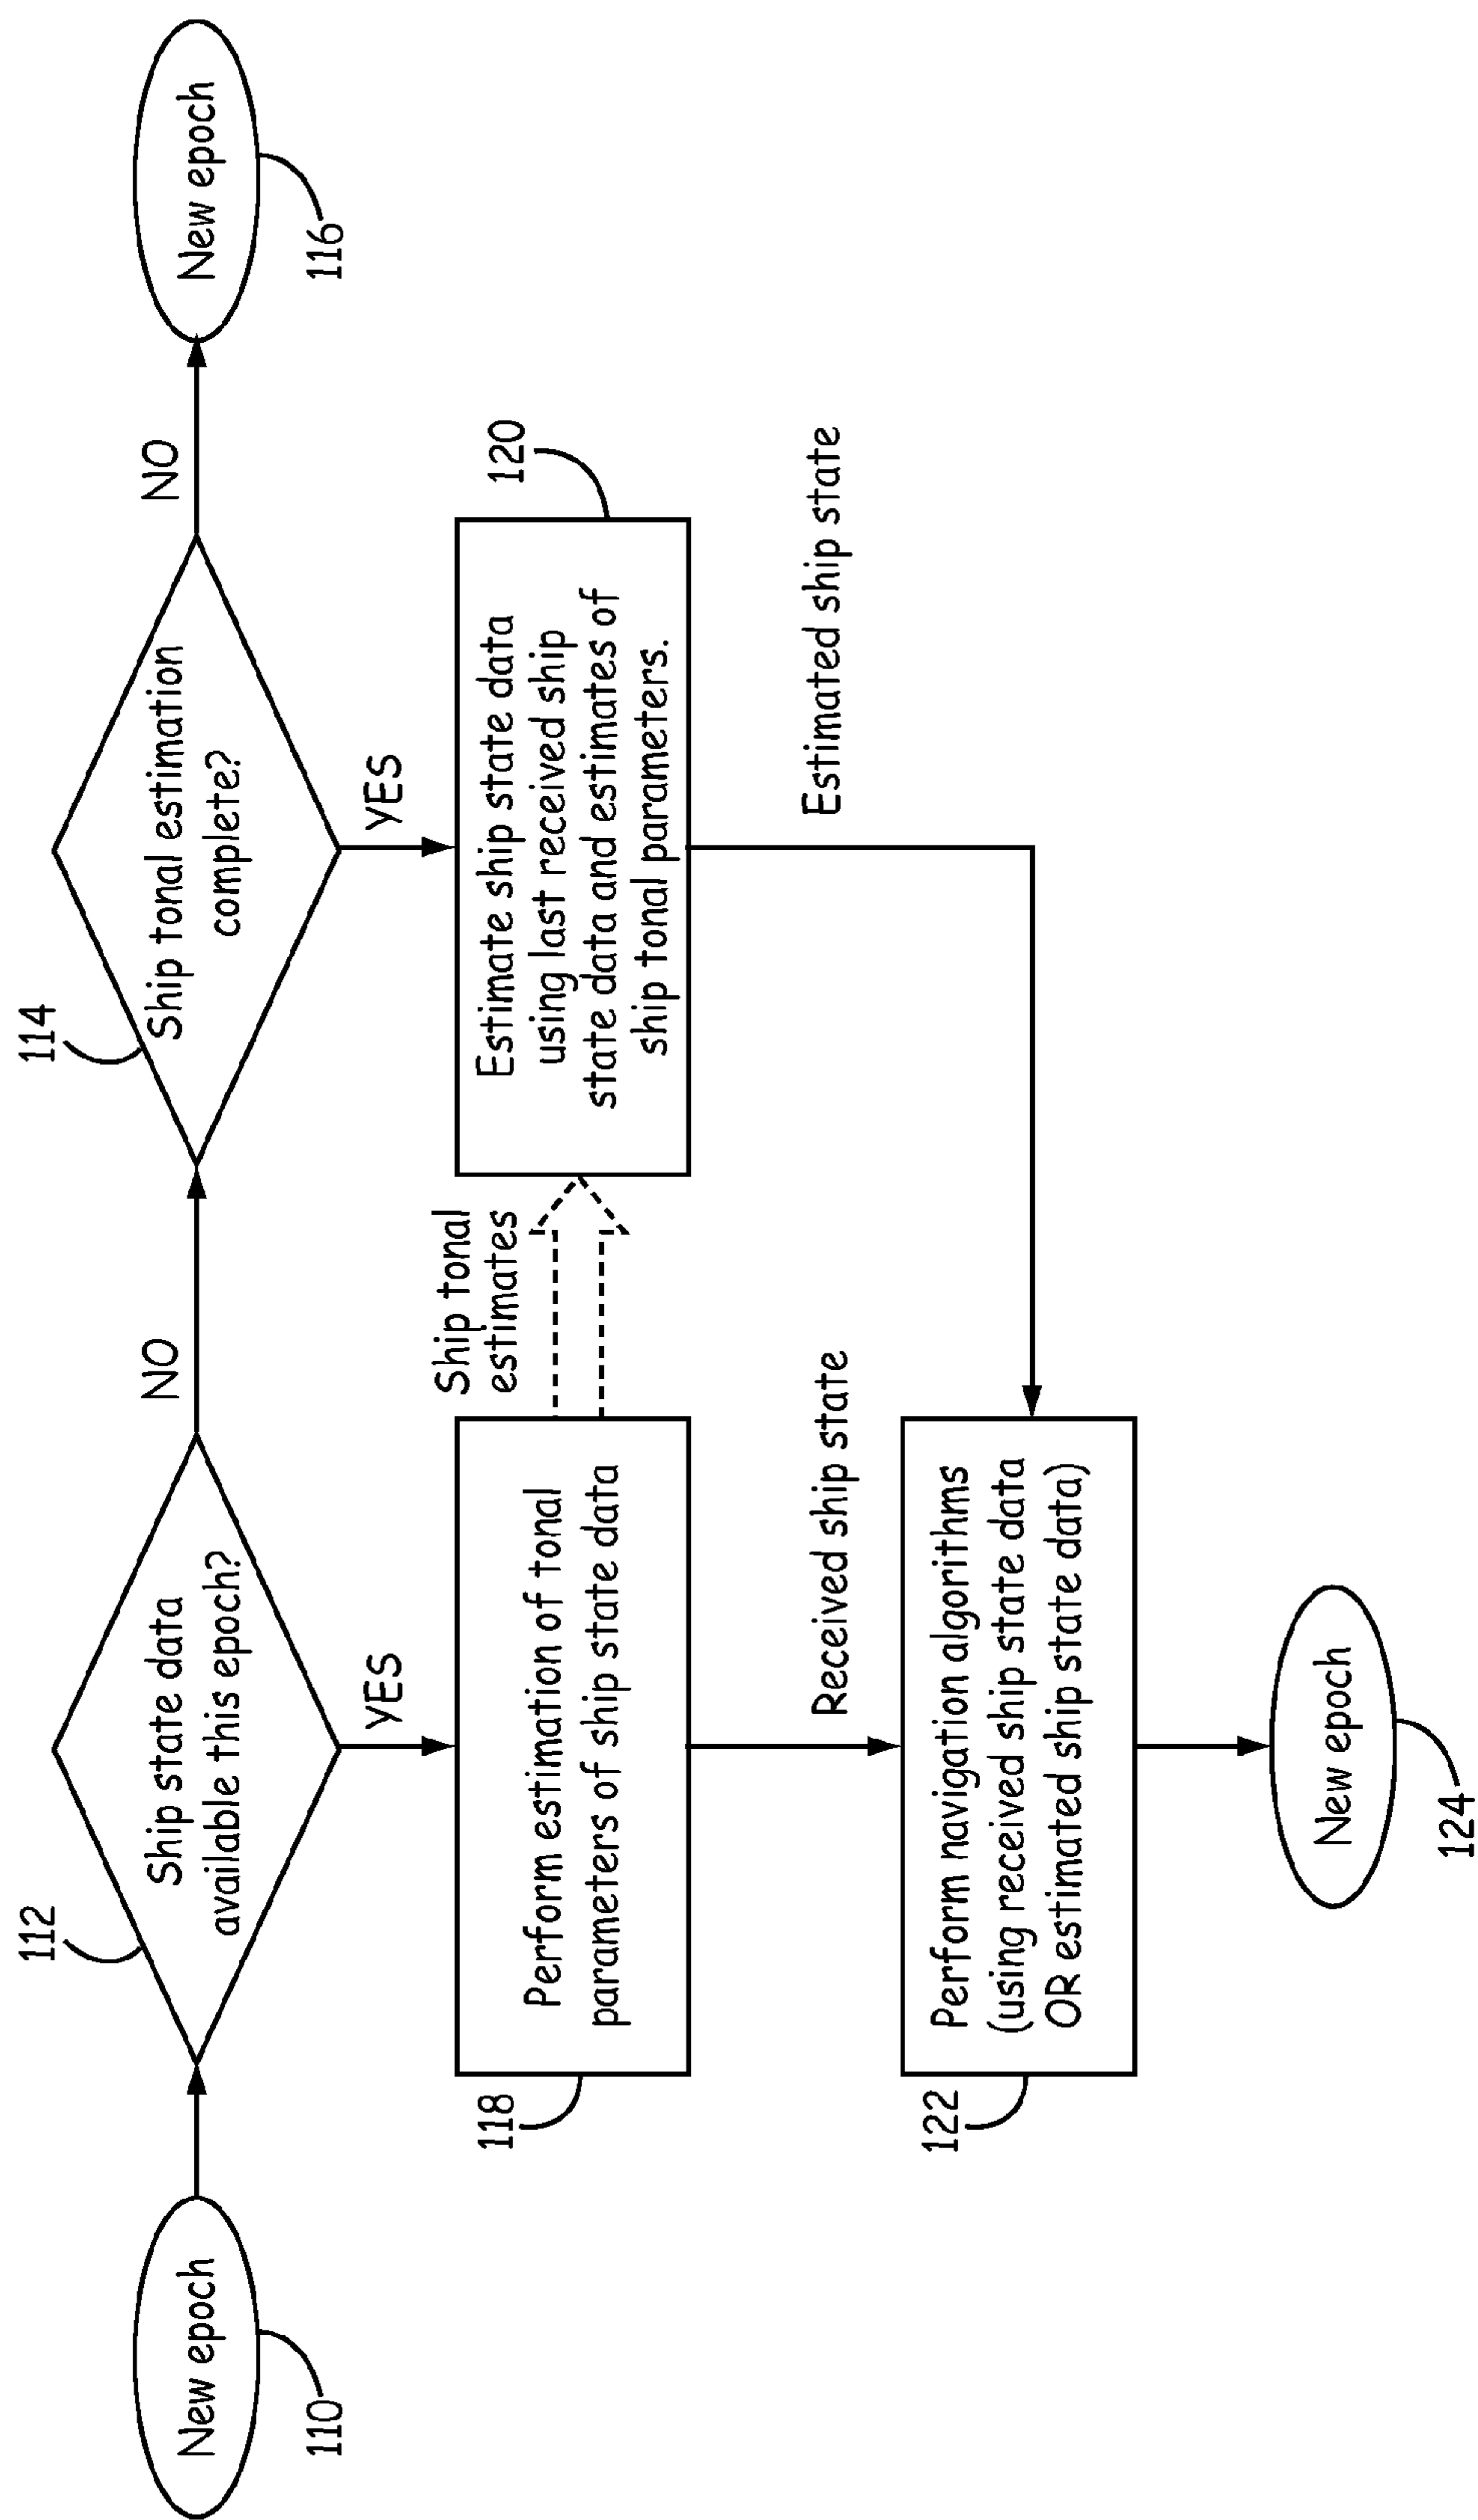 New epoch
110
112
Ship state data
available this epoch?
NO
114
Ship tonal estimation
complete?
NO
New epoch
116
YES
YES
118
Perform estimation of tonal
parameters of ship state data
Ship tonal
estimates
Estimate ship state data
using last received ship
state data and estimates of
ship tonal parameters.
120
Received ship state
Estimated ship state
122
Perform navigation algorithms
(using received ship state data
OR estimated ship state data)
New epoch
124